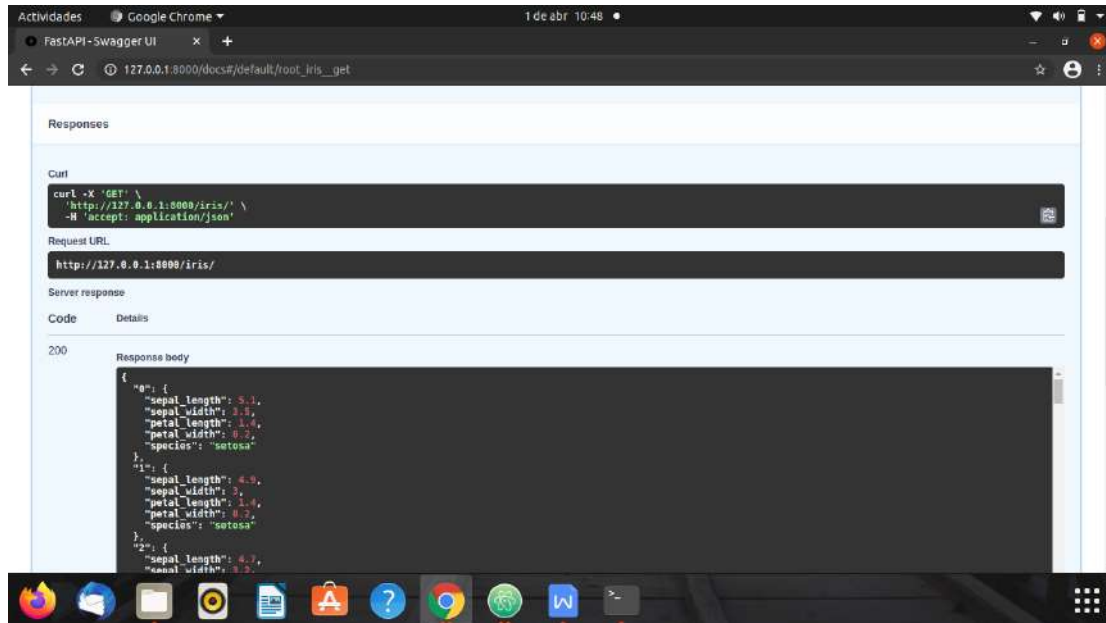 Actividades
Google Chrome
1 de abr 10:48
FastAPI - Swagger UI
127.0.0.1:8000/docs#/default/root_iris__get
Responses
Curl
curl -X 'GET' \
'http://127.0.0.1:8000/iris/' \
-H 'accept: application/json'
Request URL
http://127.0.0.1:8000/iris/
Server response
Code Details
200
Response body
{
"0": {
"sepal_length": 5.1,
"sepal_width": 3.5,
"petal_length": 1.4,
"petal_width": 0.2,
"species": "setosa"
},
"1": {
"sepal_length": 4.9,
"sepal_width": 3,
"petal_length": 1.4,
"petal_width": 0.2,
"species": "setosa"
},
"2": {
"sepal_length": 4.7,
"sepal_width": 3.2,